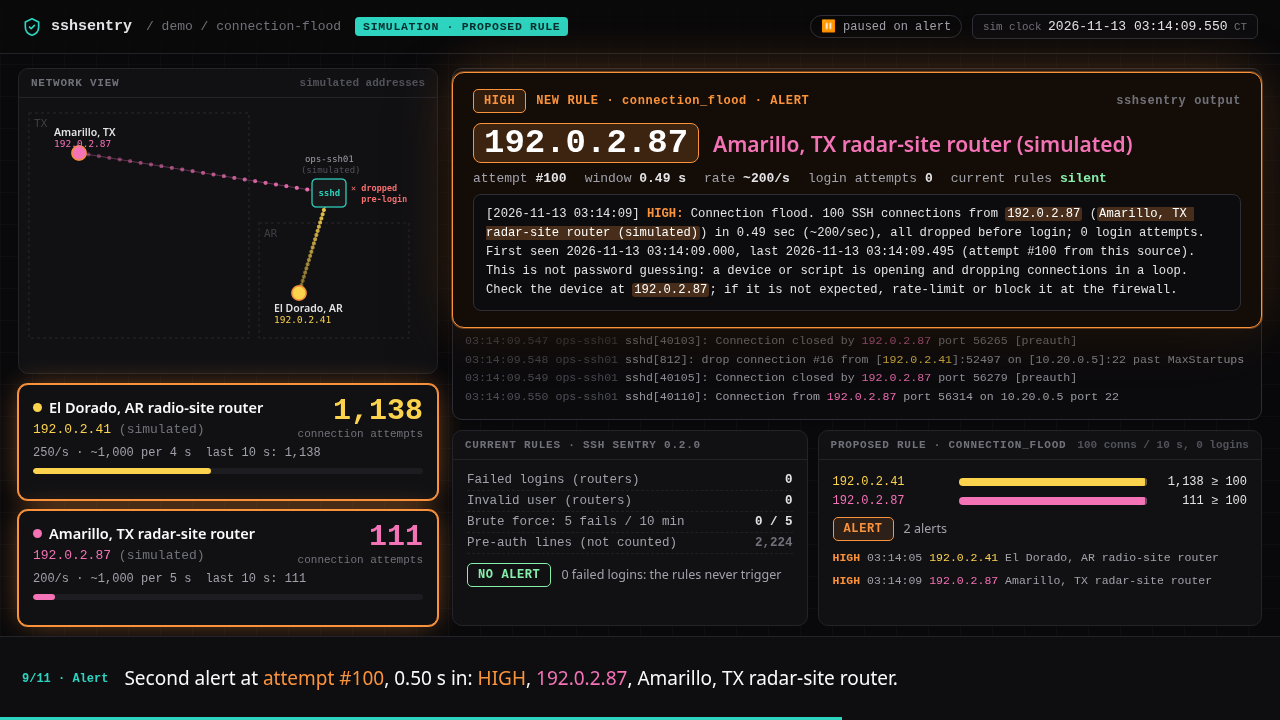 sshsentry / demo / connection-flood SIMULATION · PROPOSED RULE
paused on alert
sim clock 2026-11-13 03:14:09.550 CT
NETWORK VIEW simulated addresses
TX
Amarillo, TX
192.0.2.87
ops-ssh01
(simulated)
sshd
× dropped
pre-login
AR
El Dorado, AR
192.0.2.41
El Dorado, AR radio-site router 1,138
192.0.2.41 (simulated) connection attempts
250/s · ~1,000 per 4 s last 10 s: 1,138
Amarillo, TX radar-site router 111
192.0.2.87 (simulated) connection attempts
200/s · ~1,000 per 5 s last 10 s: 111
HIGH NEW RULE · connection_flood · ALERT sshsentry output
192.0.2.87 Amarillo, TX radar-site router (simulated)
attempt #100 window 0.49 s rate ~200/s login attempts 0 current rules silent
[2026-11-13 03:14:09] HIGH: Connection flood. 100 SSH connections from 192.0.2.87 (Amarillo, TX
radar-site router (simulated)) in 0.49 sec (~200/sec), all dropped before login; 0 login attempts.
First seen 2026-11-13 03:14:09.000, last 2026-11-13 03:14:09.495 (attempt #100 from this source).
This is not password guessing: a device or script is opening and dropping connections in a loop.
Check the device at 192.0.2.87; if it is not expected, rate-limit or block it at the firewall.
03:14:09.547 ops-ssh01 sshd[40103]: Connection closed by 192.0.2.87 port 56265 [preauth]
03:14:09.548 ops-ssh01 sshd[812]: drop connection #16 from [192.0.2.41]:52497 on [10.20.0.5]:22 past MaxStartups
03:14:09.549 ops-ssh01 sshd[40105]: Connection closed by 192.0.2.87 port 56279 [preauth]
03:14:09.550 ops-ssh01 sshd[40110]: Connection from 192.0.2.87 port 56314 on 10.20.0.5 port 22
CURRENT RULES · SSH SENTRY 0.2.0
Failed logins (routers) 0
Invalid user (routers) 0
Brute force: 5 fails / 10 min 0 / 5
Pre-auth lines (not counted) 2,224
NO ALERT 0 failed logins: the rules never trigger
PROPOSED RULE · CONNECTION_FLOOD 100 conns / 10 s, 0 logins
192.0.2.41 1,138 ≥ 100
192.0.2.87 111 ≥ 100
ALERT 2 alerts
HIGH 03:14:05 192.0.2.41 El Dorado, AR radio-site router
HIGH 03:14:09 192.0.2.87 Amarillo, TX radar-site router
9/11 · Alert Second alert at attempt #100, 0.50 s in: HIGH, 192.0.2.87, Amarillo, TX radar-site router.